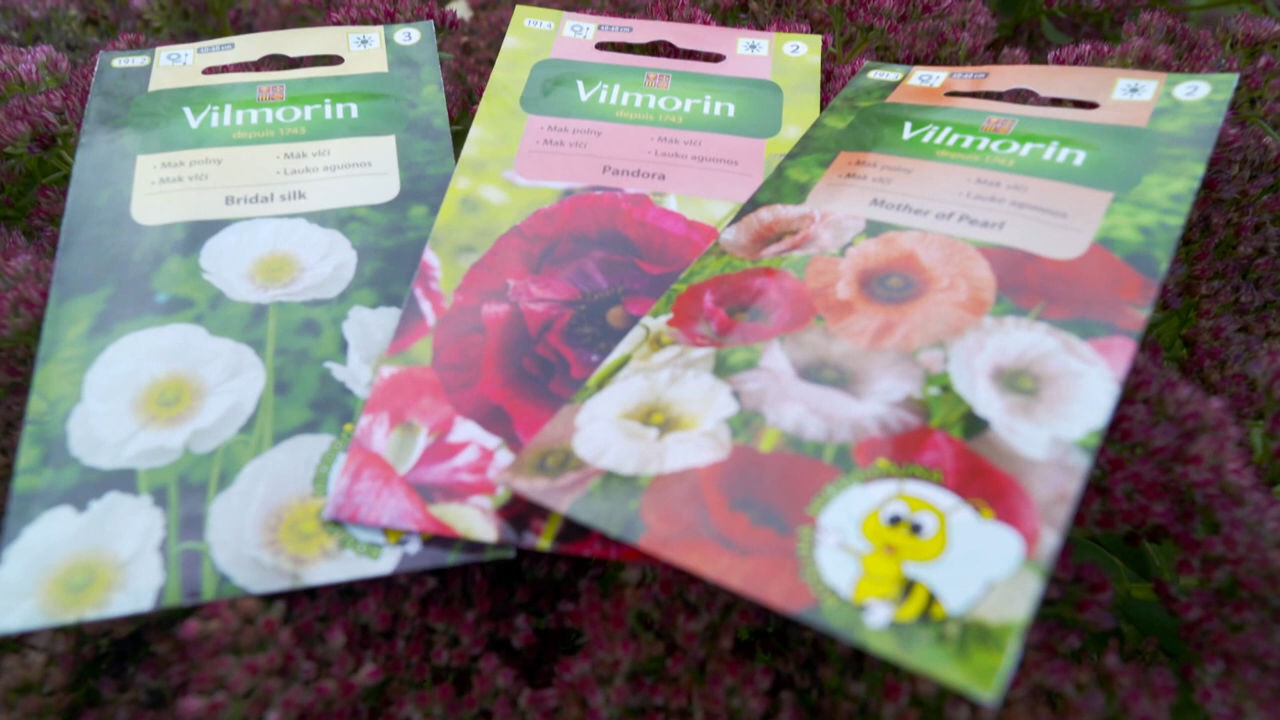 191.2
3
Vilmorin
depuis 1743
• Mak polny
• Mák vlčí
• Mak vlčí
• Lauko aguonos
Bridal silk
191.4
2
Vilmorin
depuis 1743
• Mak polny
• Mák vlčí
• Mak vlčí
• Lauko aguonos
Pandora
2
Vilmorin
depuis 1743
• Mak polny
• Mák vlčí
• Mak vlčí
• Lauko aguonos
Mother of Pearl